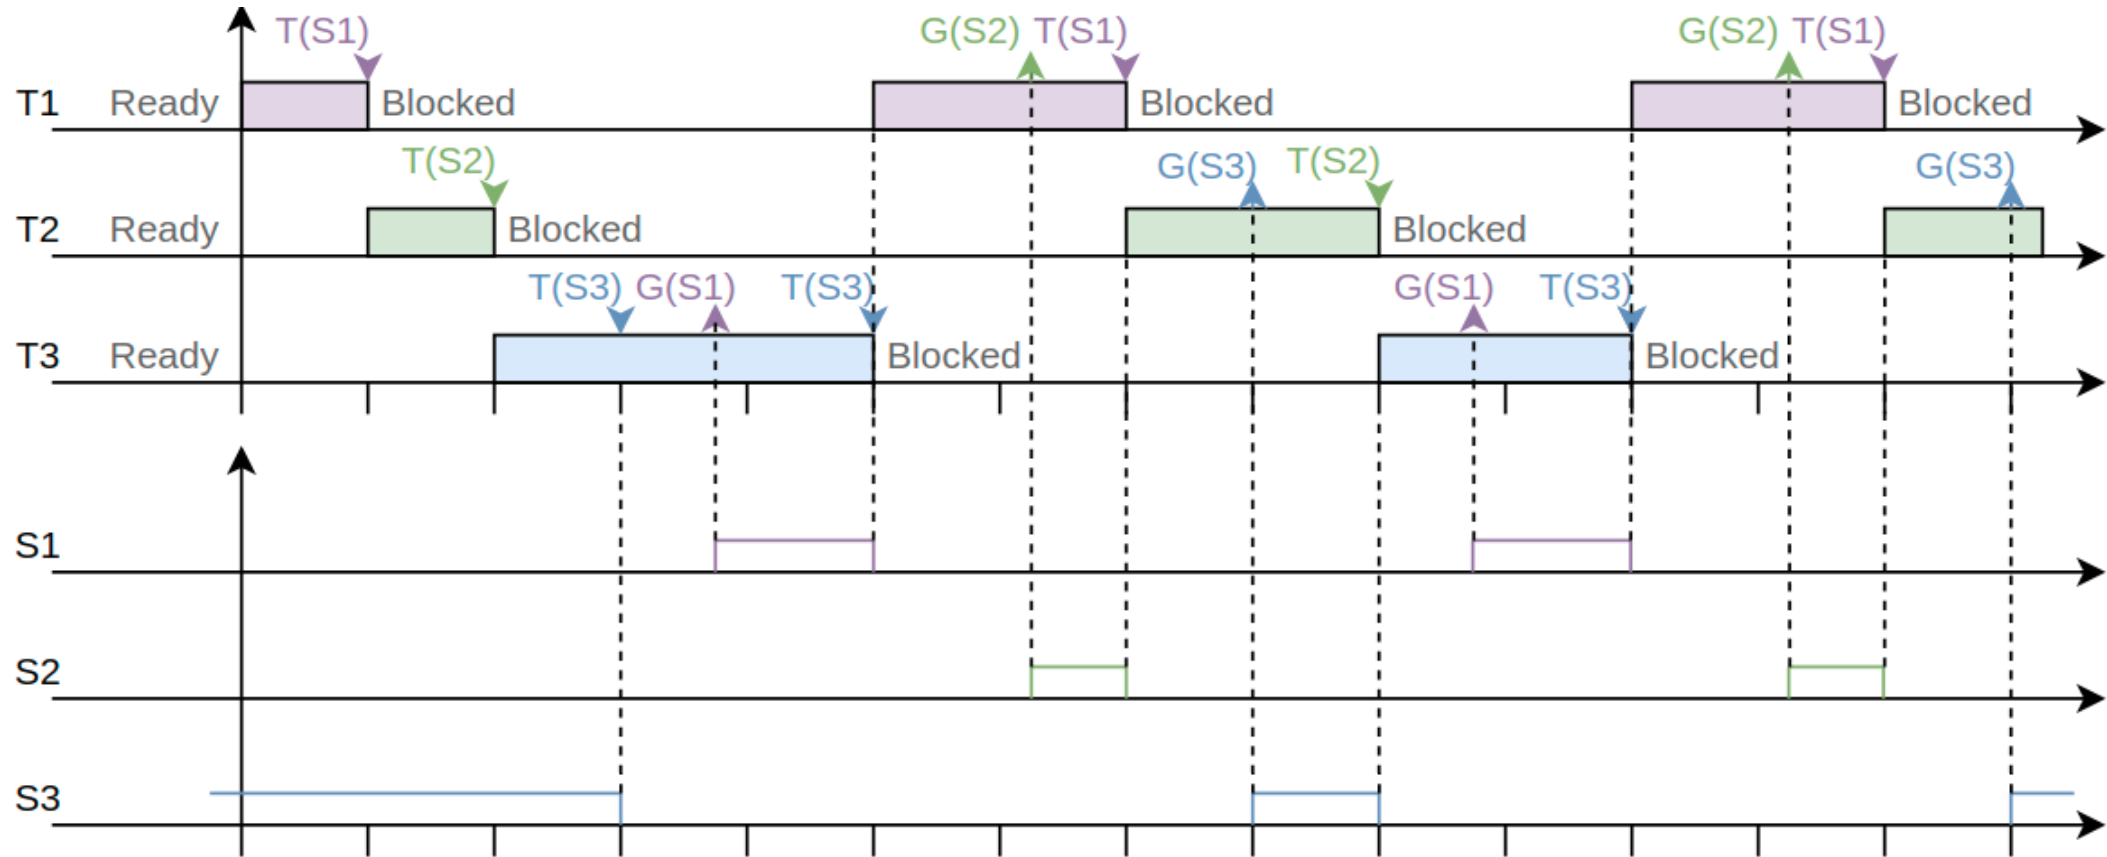 T(S1) G(S2) T(S1) G(S2) T(S1)
T1 Ready Blocked Blocked Blocked
T(S2) G(S3) T(S2) G(S3)
T2 Ready Blocked Blocked
T(S3) G(S1) T(S3) G(S1) T(S3)
T3 Ready Blocked Blocked
S1
S2
S3